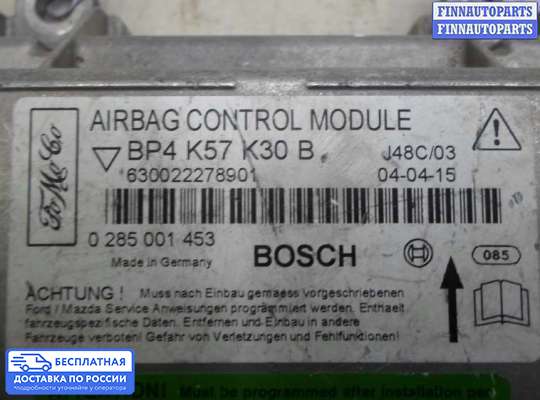 FINNAUTOPARTS
FINNAUTOPARTS
FoMoCo
AIRBAG CONTROL MODULE
BP4 K57 K30 B
J48C/03
630022278901
04-04-15
0 285 001 453
Made in Germany
BOSCH
085
ACHTUNG ! Muss nach Einbau gemaess vorgeschriebenen
Ford / Mazda Service Anweisungen programmiert werden. Enthaelt
fahrzeugspezifische Daten. Entfernen und Einbau in andere
Fahrzeuge verboten! Gefahr von Verletzungen und Fehlfunktionen!
БЕСПЛАТНАЯ
ДОСТАВКА ПО РОССИИ
подробности уточняйте у оператора
Must be programmed after installation per